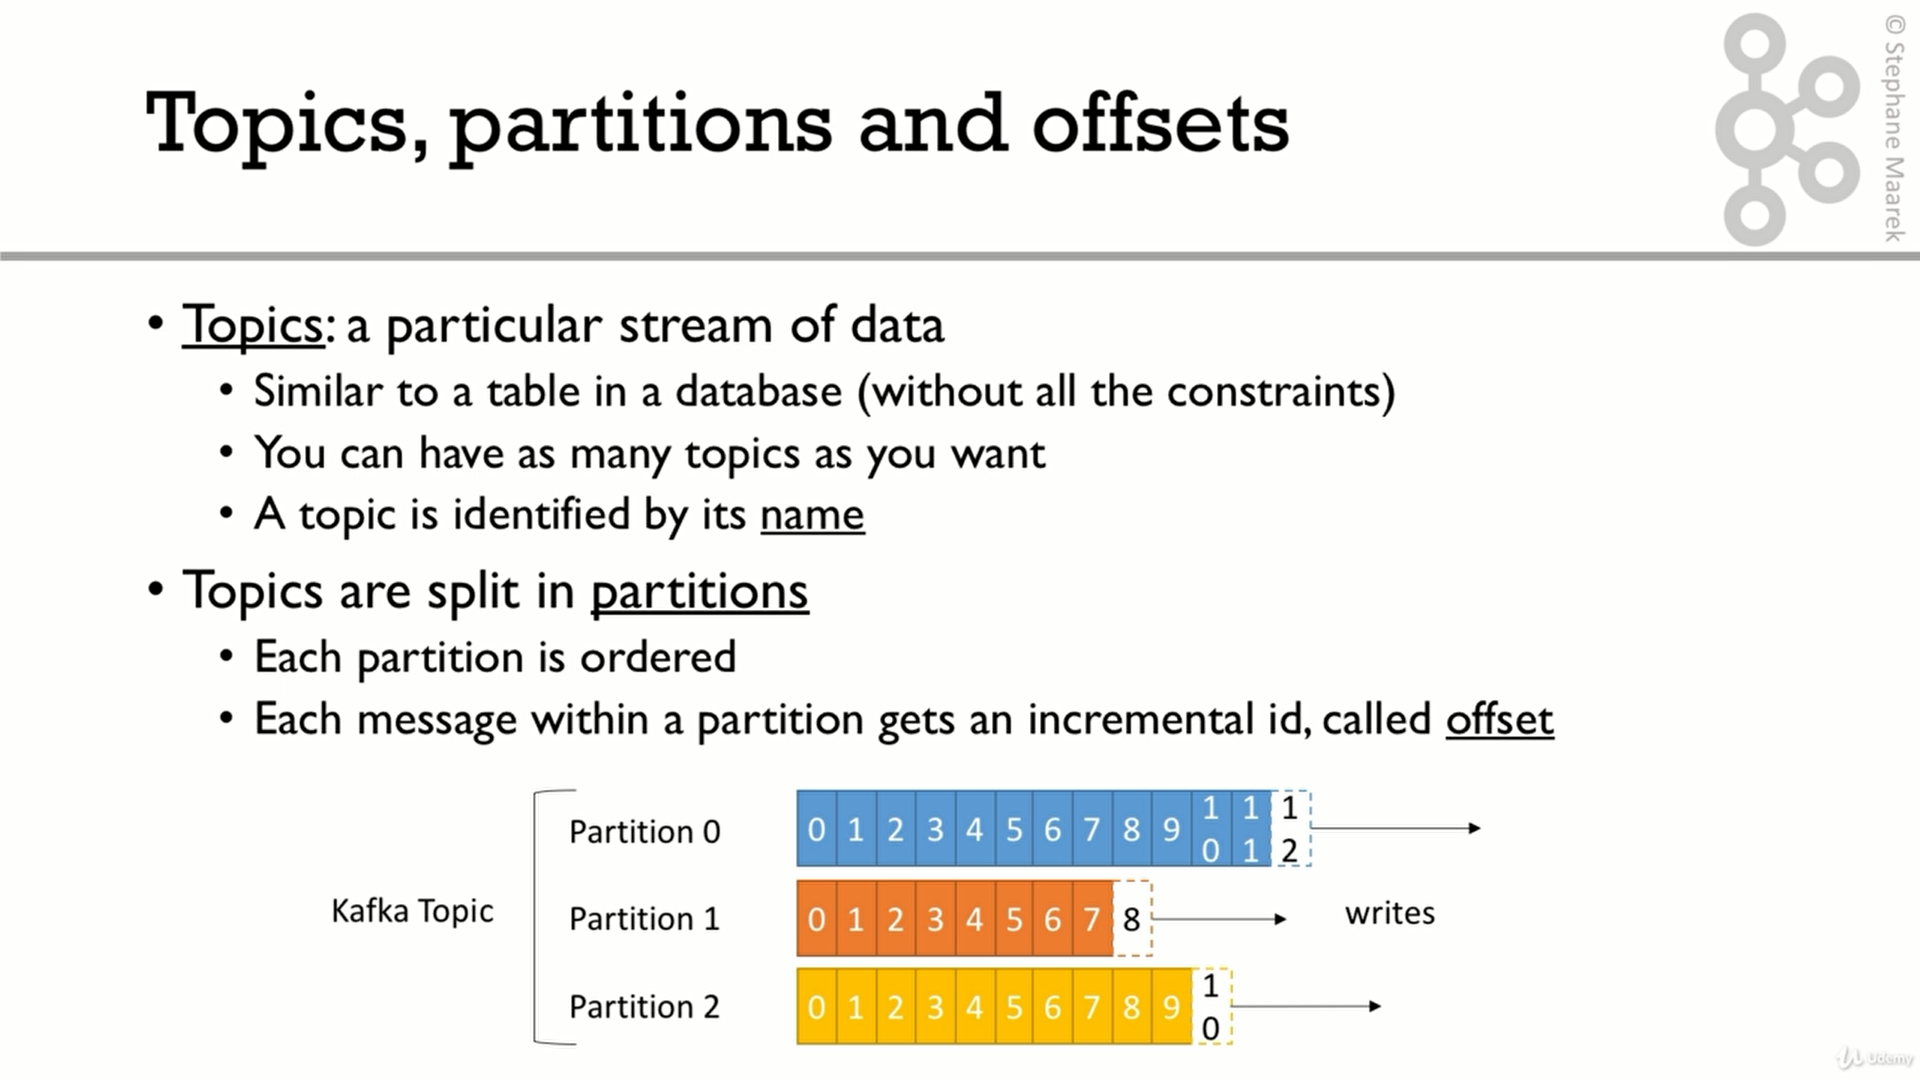 Topics, partitions and offsets
© Stephane Maarek
• Topics: a particular stream of data
• Similar to a table in a database (without all the constraints)
• You can have as many topics as you want
• A topic is identified by its name
• Topics are split in partitions
• Each partition is ordered
• Each message within a partition gets an incremental id, called offset
Kafka Topic
Partition 0
0 1 2 3 4 5 6 7 8 9 10 11 12
Partition 1
0 1 2 3 4 5 6 7 8
writes
Partition 2
0 1 2 3 4 5 6 7 8 9 10
Udemy